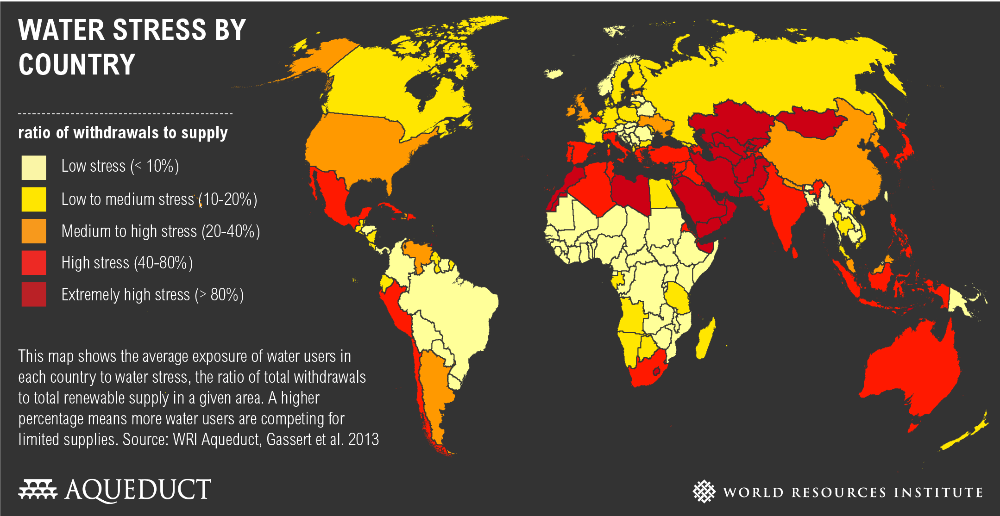 WATER STRESS BY
COUNTRY
ratio of withdrawals to supply
Low stress (< 10%)
Low to medium stress (10-20%)
Medium to high stress (20-40%)
High stress (40-80%)
Extremely high stress (> 80%)
This map shows the average exposure of water users in
each country to water stress, the ratio of total withdrawals
to total renewable supply in a given area. A higher
percentage means more water users are competing for
limited supplies. Source: WRI Aqueduct, Gassert et al. 2013
AQUEDUCT
WORLD RESOURCES INSTITUTE